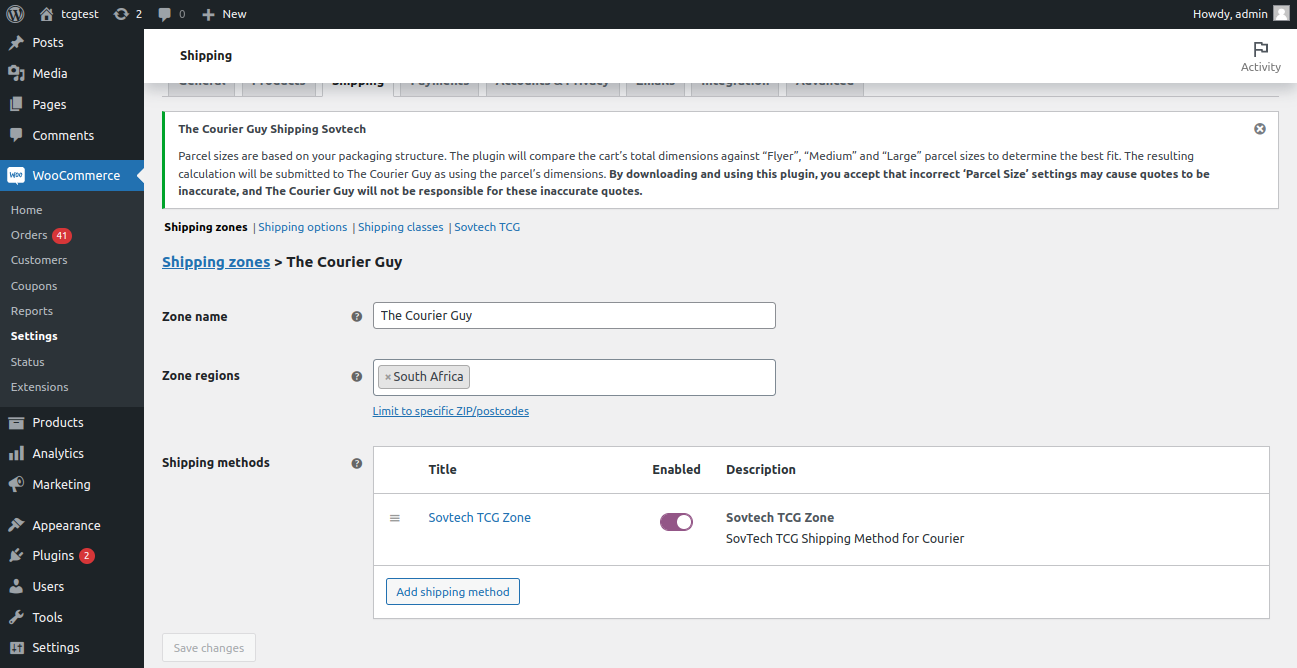 tcgtest 2 0 New Howdy, admin
Posts
Media
Pages
Comments
WooCommerce
Home
Orders 41
Customers
Coupons
Reports
Settings
Status
Extensions
Products
Analytics
Marketing
Appearance
Plugins 2
Users
Tools
Settings
Shipping
Activity
General Products Shipping Payments Accounts & Privacy Emails Integration Advanced
The Courier Guy Shipping Sovtech
Parcel sizes are based on your packaging structure. The plugin will compare the cart’s total dimensions against “Flyer”, “Medium” and “Large” parcel sizes to determine the best fit. The resulting
calculation will be submitted to The Courier Guy as using the parcel’s dimensions. By downloading and using this plugin, you accept that incorrect ‘Parcel Size’ settings may cause quotes to be
inaccurate, and The Courier Guy will not be responsible for these inaccurate quotes.
Shipping zones | Shipping options | Shipping classes | Sovtech TCG
Shipping zones > The Courier Guy
Zone name The Courier Guy
Zone regions × South Africa
Limit to specific ZIP/postcodes
Shipping methods
Title Enabled Description
Sovtech TCG Zone Sovtech TCG Zone
SovTech TCG Shipping Method for Courier
Add shipping method
Save changes